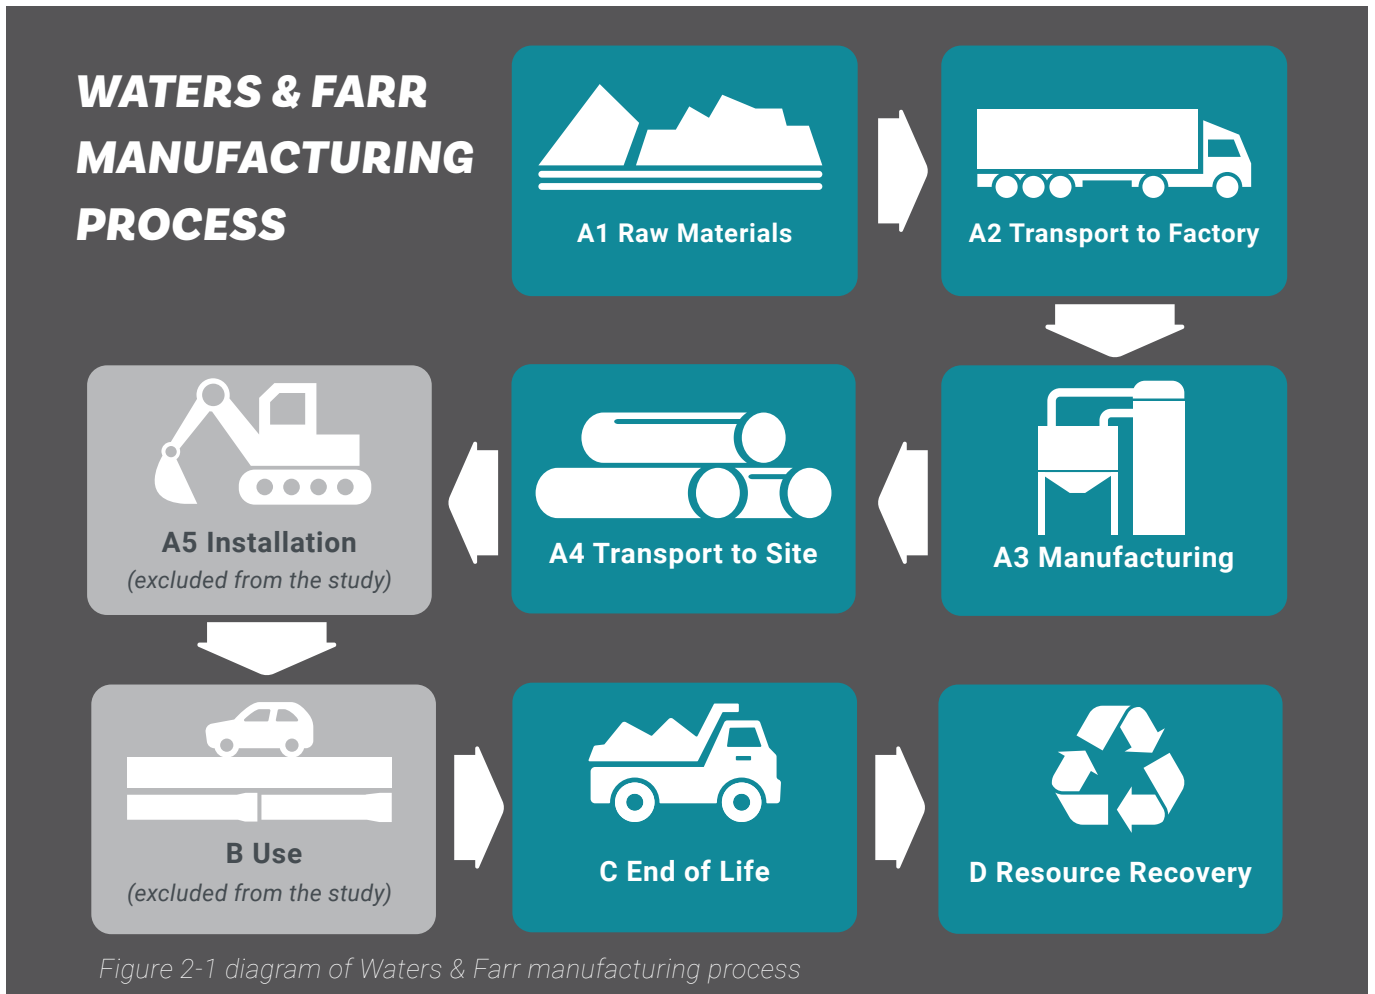 WATERS & FARR
MANUFACTURING
PROCESS
A1 Raw Materials
A2 Transport to Factory
A5 Installation
(excluded from the study)
A4 Transport to Site
A3 Manufacturing
B Use
(excluded from the study)
C End of Life
D Resource Recovery
Figure 2-1 diagram of Waters & Farr manufacturing process